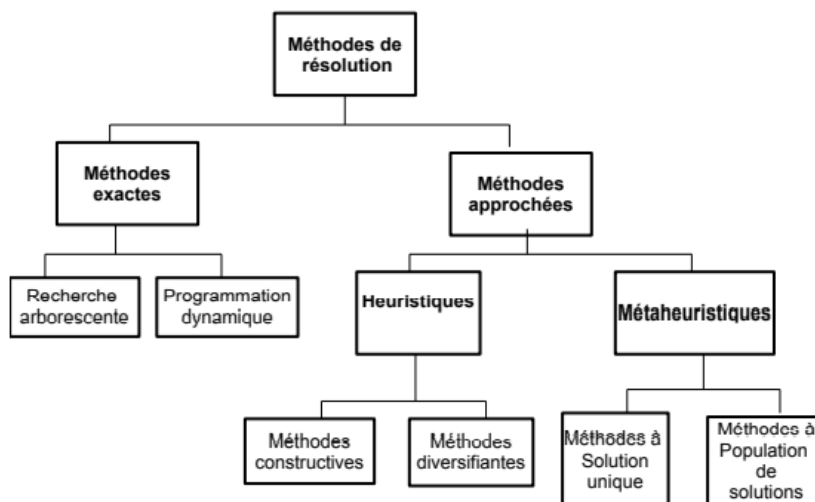 Méthodes de
résolution
Méthodes
exactes
Méthodes
approchées
Recherche
arborescente
Programmation
dynamique
Heuristiques
Métaheuristiques
Méthodes
constructives
Méthodes
diversifiantes
Méthodes à
Solution
unique
Méthodes à
Population
de
solutions